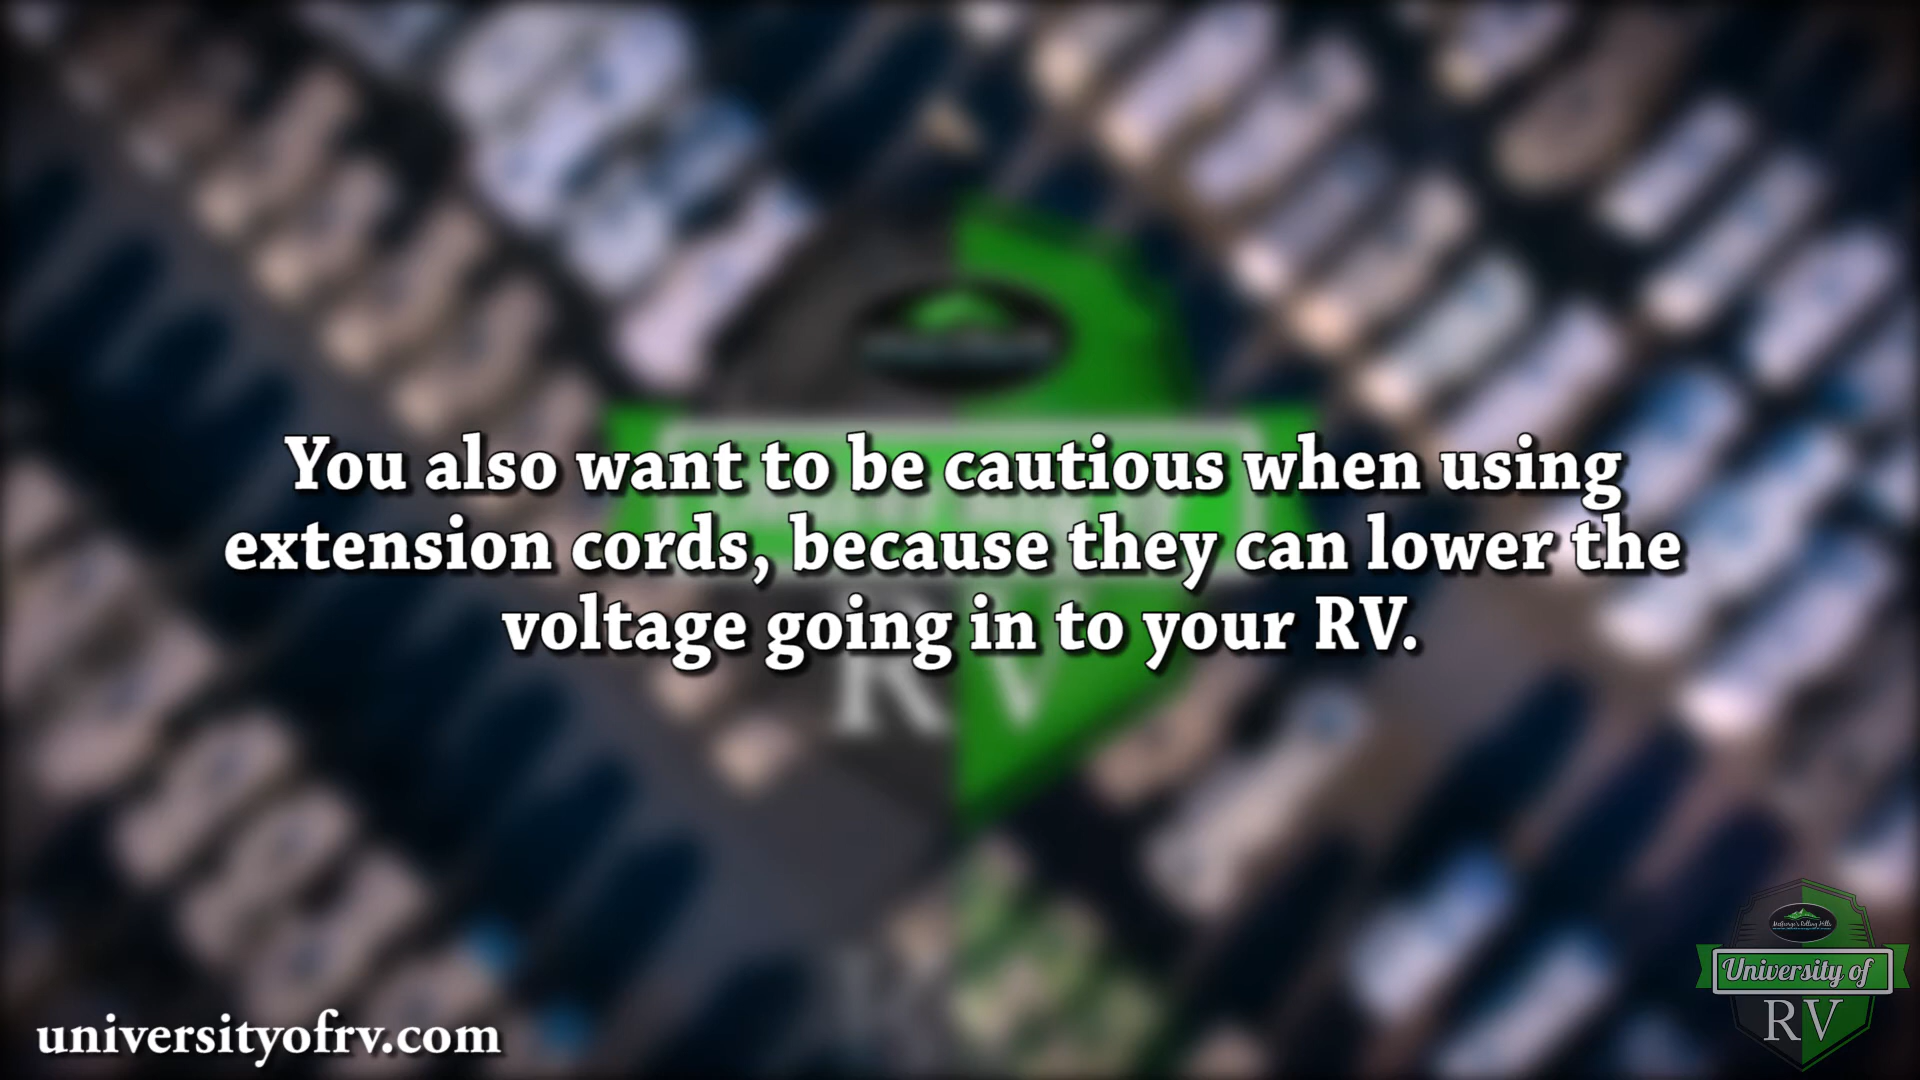 You also want to be cautious when using
extension cords, because they can lower the
voltage going in to your RV.
universityofrv.com
University of
RV
RV